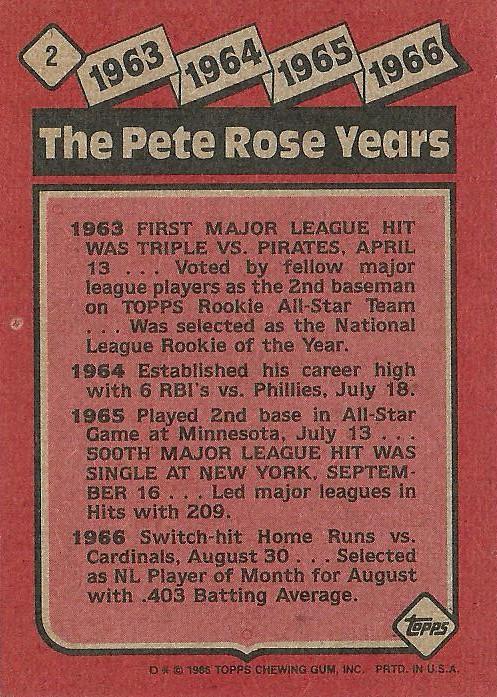 2
1963 1964 1965 1966
The Pete Rose Years
1963 FIRST MAJOR LEAGUE HIT
WAS TRIPLE VS. PIRATES, APRIL
13 . . . Voted by fellow major
league players as the 2nd baseman
on TOPPS Rookie All-Star Team
. . . Was selected as the National
League Rookie of the Year.
1964 Established his career high
with 6 RBI's vs. Phillies, July 18.
1965 Played 2nd base in All-Star
Game at Minnesota, July 13 . . .
500TH MAJOR LEAGUE HIT WAS
SINGLE AT NEW YORK, SEPTEM-
BER 16 . . . Led major leagues in
Hits with 209.
1966 Switch-hit Home Runs vs.
Cardinals, August 30 . . . Selected
as NL Player of Month for August
with .403 Batting Average.
topps
D * © 1986 TOPPS CHEWING GUM, INC. PRTD. IN U.S.A.